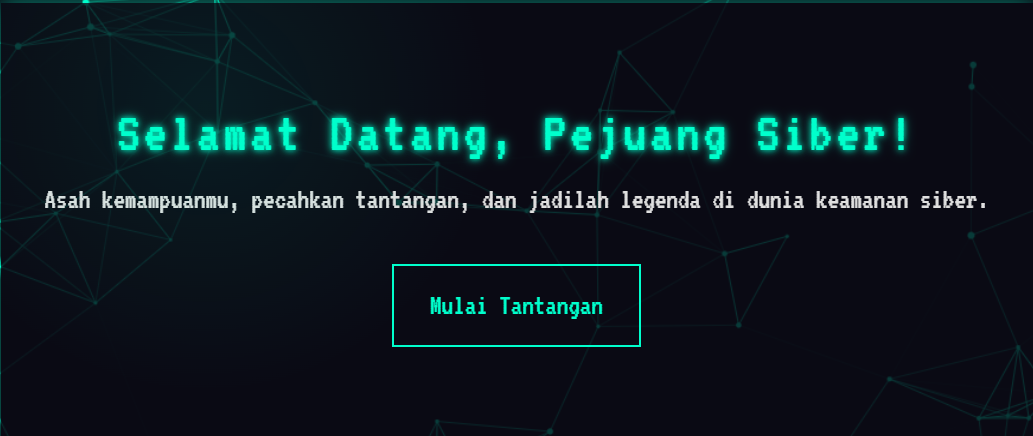 Selamat Datang, Pejuang Siber!
Asah kemampuanmu, pecahkan tantangan, dan jadilah legenda di dunia keamanan siber.
Mulai Tantangan